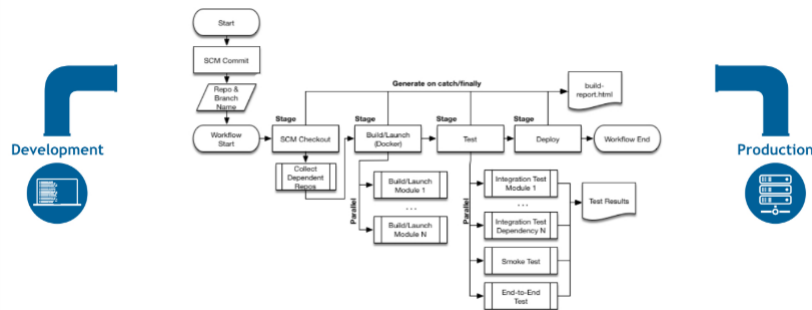 Start
SCM Commit
Repo &
Branch
Name
Workflow
Start
Stage
SCM Checkout
Collect
Dependent
Repos
Generate on catch/finally
build-
report.html
Stage
Build/Launch
(Docker)
Stage
Test
Stage
Deploy
Workflow End
Parallel
Build/Launch
Module 1
...
Build/Launch
Module N
Parallel
Integration Test
Module 1
...
Integration Test
Dependency N
Smoke Test
End-to-End
Test
Test Results
Development
Production